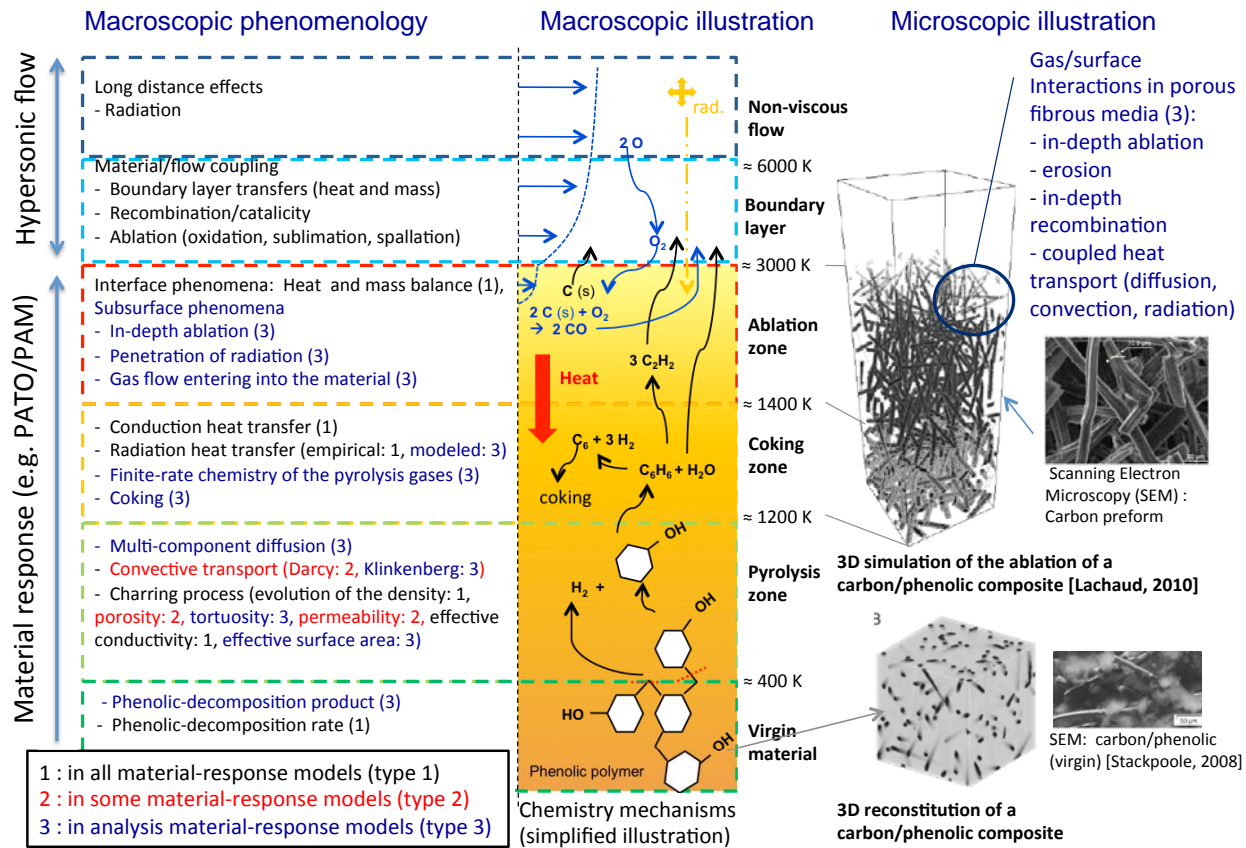 Macroscopic phenomenology
Macroscopic illustration
Microscopic illustration
Hypersonic flow
Material response (e.g. PATO/PAM)
Long distance effects
- Radiation
Material/flow coupling
- Boundary layer transfers (heat and mass)
- Recombination/catalicity
- Ablation (oxidation, sublimation, spallation)
Interface phenomena: Heat and mass balance (1),
Subsurface phenomena
- In-depth ablation (3)
- Penetration of radiation (3)
- Gas flow entering into the material (3)
- Conduction heat transfer (1)
- Radiation heat transfer (empirical: 1, modeled: 3)
- Finite-rate chemistry of the pyrolysis gases (3)
- Coking (3)
- Multi-component diffusion (3)
- Convective transport (Darcy: 2, Klinkenberg: 3)
- Charring process (evolution of the density: 1,
porosity: 2, tortuosity: 3, permeability: 2, effective
conductivity: 1, effective surface area: 3)
- Phenolic-decomposition product (3)
- Phenolic-decomposition rate (1)
1 : in all material-response models (type 1)
2 : in some material-response models (type 2)
3 : in analysis material-response models (type 3)
rad.
2 O
O₂
C (s)
2 C (s) + O₂
→ 2 CO
3 C₂H₂
Heat
C₆ + 3 H₂
C₆H₆ + H₂O
coking
OH
H₂ +
OH
HO
OH
Phenolic polymer
Chemistry mechanisms
(simplified illustration)
Non-viscous
flow
≈ 6000 K
Boundary
layer
≈ 3000 K
Ablation
zone
≈ 1400 K
Coking
zone
≈ 1200 K
Pyrolysis
zone
≈ 400 K
Virgin
material
Gas/surface
Interactions in porous
fibrous media (3):
- in-depth ablation
- erosion
- in-depth
recombination
- coupled heat
transport (diffusion,
convection, radiation)
Scanning Electron
Microscopy (SEM) :
Carbon preform
3D simulation of the ablation of a
carbon/phenolic composite [Lachaud, 2010]
50 µm
SEM: carbon/phenolic
(virgin) [Stackpoole, 2008]
3D reconstitution of a
carbon/phenolic composite